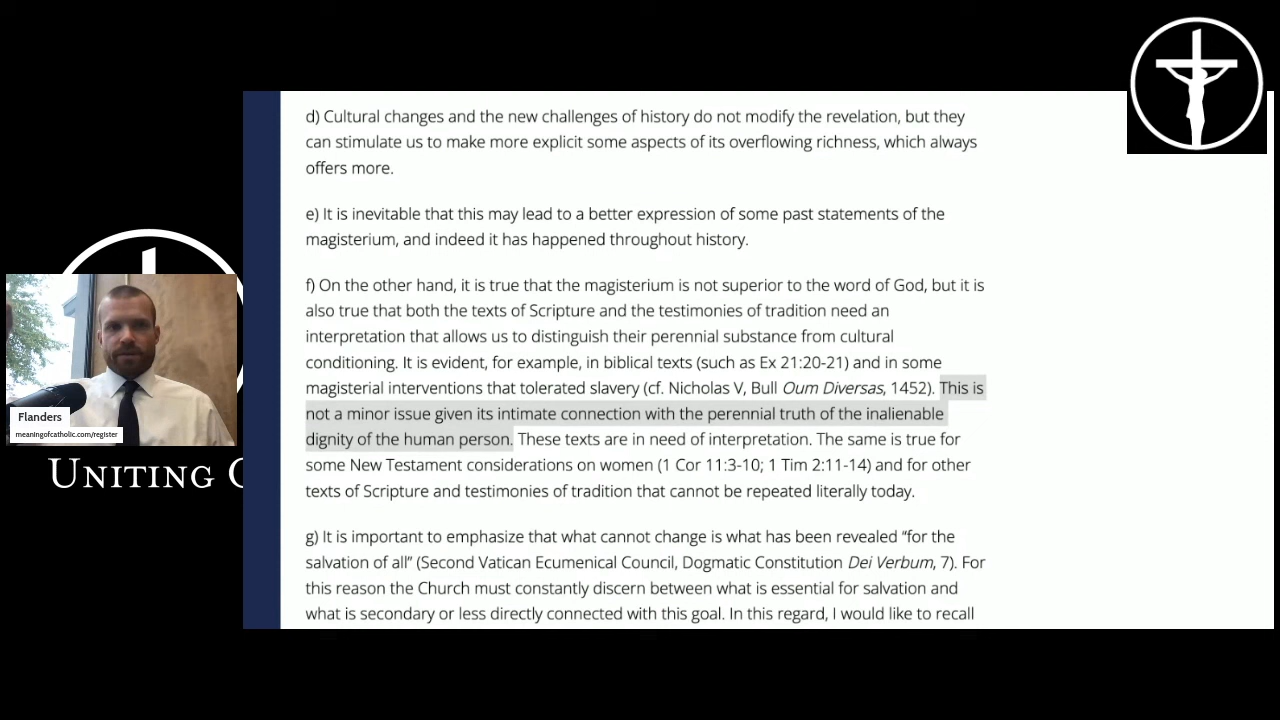 d) Cultural changes and the new challenges of history do not modify the revelation, but they
can stimulate us to make more explicit some aspects of its overflowing richness, which always
offers more.
e) It is inevitable that this may lead to a better expression of some past statements of the
magisterium, and indeed it has happened throughout history.
f) On the other hand, it is true that the magisterium is not superior to the word of God, but it is
also true that both the texts of Scripture and the testimonies of tradition need an
interpretation that allows us to distinguish their perennial substance from cultural
conditioning. It is evident, for example, in biblical texts (such as Ex 21:20-21) and in some
magisterial interventions that tolerated slavery (cf. Nicholas V, Bull Oum Diversas, 1452). This is
not a minor issue given its intimate connection with the perennial truth of the inalienable
dignity of the human person. These texts are in need of interpretation. The same is true for
some New Testament considerations on women (1 Cor 11:3-10; 1 Tim 2:11-14) and for other
texts of Scripture and testimonies of tradition that cannot be repeated literally today.
g) It is important to emphasize that what cannot change is what has been revealed “for the
salvation of all” (Second Vatican Ecumenical Council, Dogmatic Constitution Dei Verbum, 7). For
this reason the Church must constantly discern between what is essential for salvation and
what is secondary or less directly connected with this goal. In this regard, I would like to recall
Flanders
meaningofcatholic.com/register
UNITING